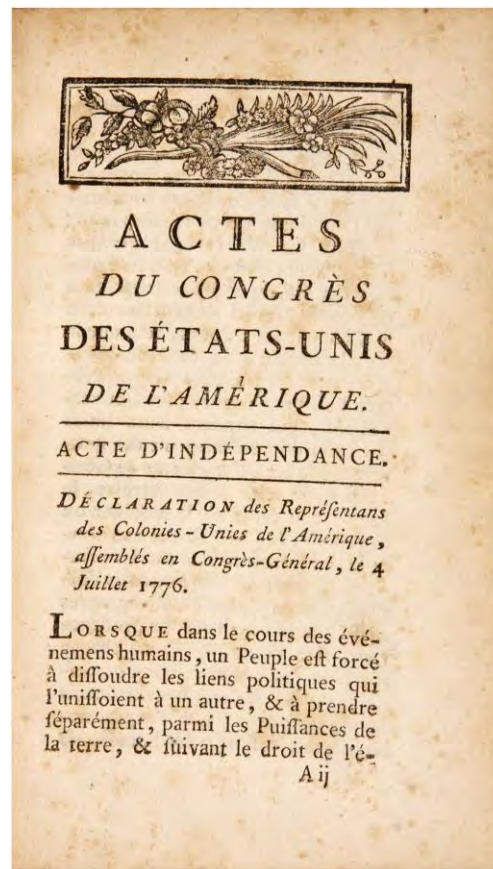 ACTES
DU CONGRÈS
DES ÉTATS-UNIS
DE L'AMÉRIQUE.
ACTE D'INDÉPENDANCE.
DÉCLARATION des Repréſentans
des Colonies-Unies de l'Amérique,
aſſemblés en Congrès-Général, le 4
Juillet 1776.
LORSQUE dans le cours des évé-
nemens humains, un Peuple eſt forcé
à diſſoudre les liens politiques qui
l'uniſſoient à un autre, & à prendre
ſéparément, parmi les Puiſſances de
la terre, & ſuivant le droit de l'é-
A ij